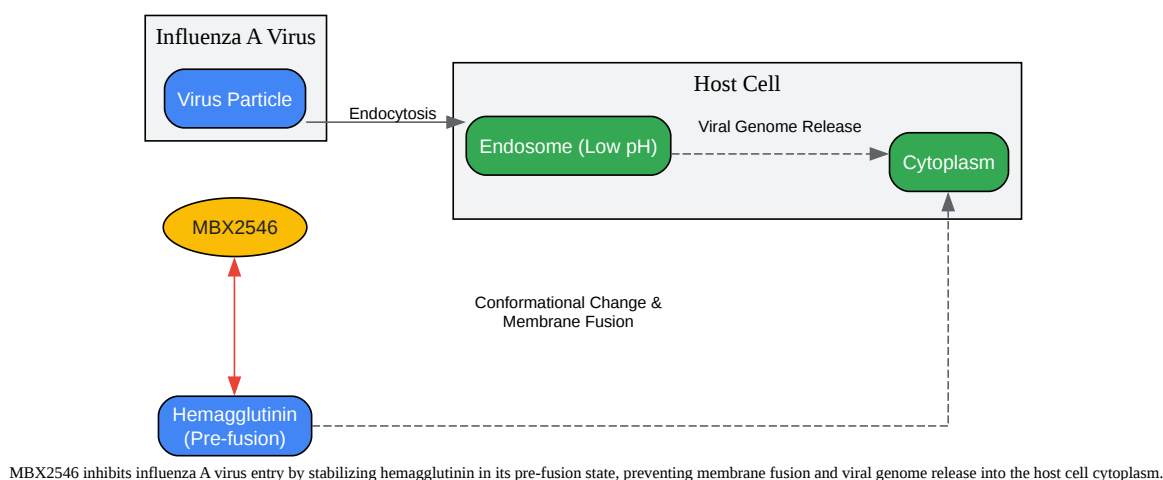 Influenza A Virus
Virus Particle
Endocytosis
Host Cell
Endosome (Low pH)
Viral Genome Release
Cytoplasm
MBX2546
Conformational Change &
Membrane Fusion
Hemagglutinin
(Pre-fusion)
MBX2546 inhibits influenza A virus entry by stabilizing hemagglutinin in its pre-fusion state, preventing membrane fusion and viral genome release into the host cell cytoplasm.